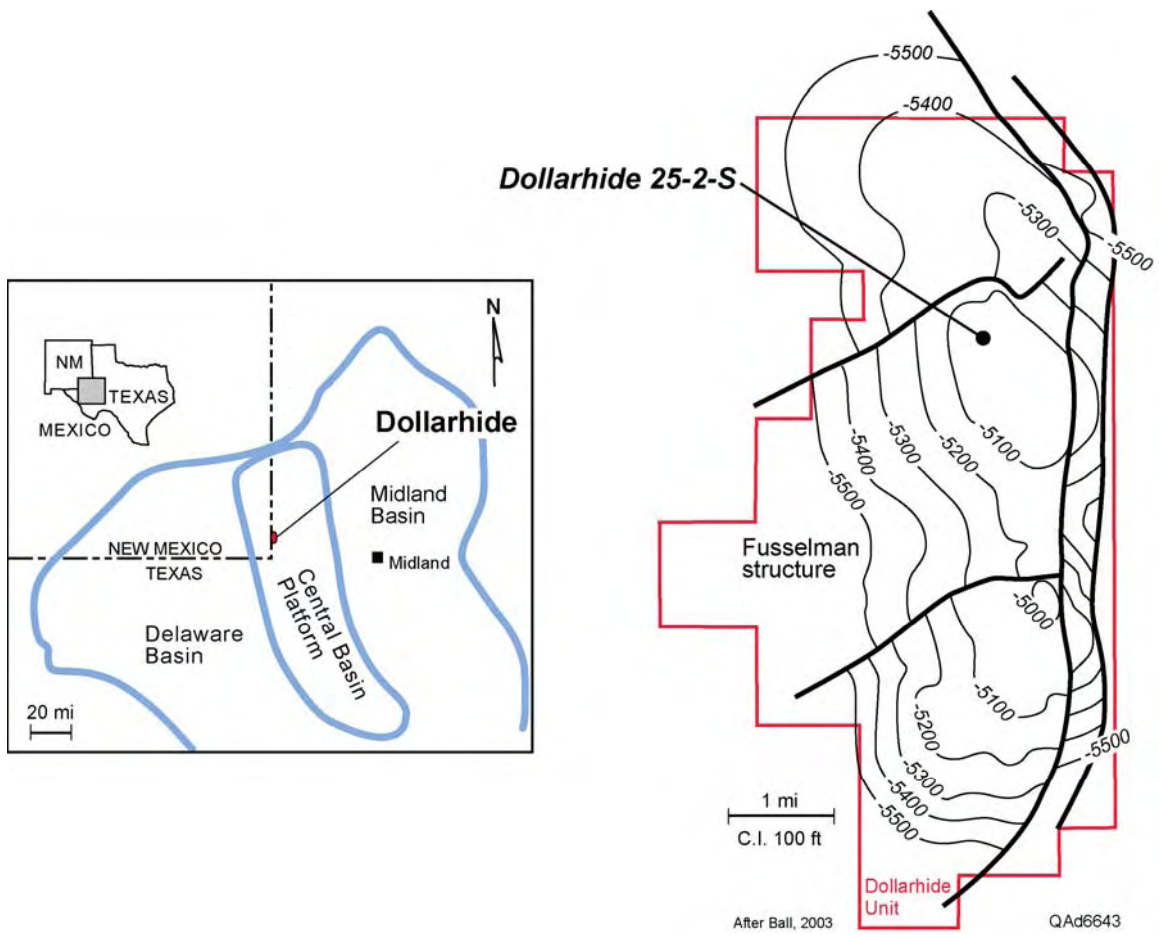 N
NM
TEXAS
MEXICO
Dollarhide
Midland
Basin
Midland
NEW MEXICO
TEXAS
Central Basin
Platform
Delaware
Basin
20 mi
-5500
-5400
Dollarhide 25-2-S
-5300
-5500
-5100
-5200
-5300
-5400
-5500
Fusselman
structure
-5000
-5100
-5200
-5500
-5300
-5400
-5500
1 mi
C.I. 100 ft
Dollarhide
Unit
After Ball, 2003
QAd6643